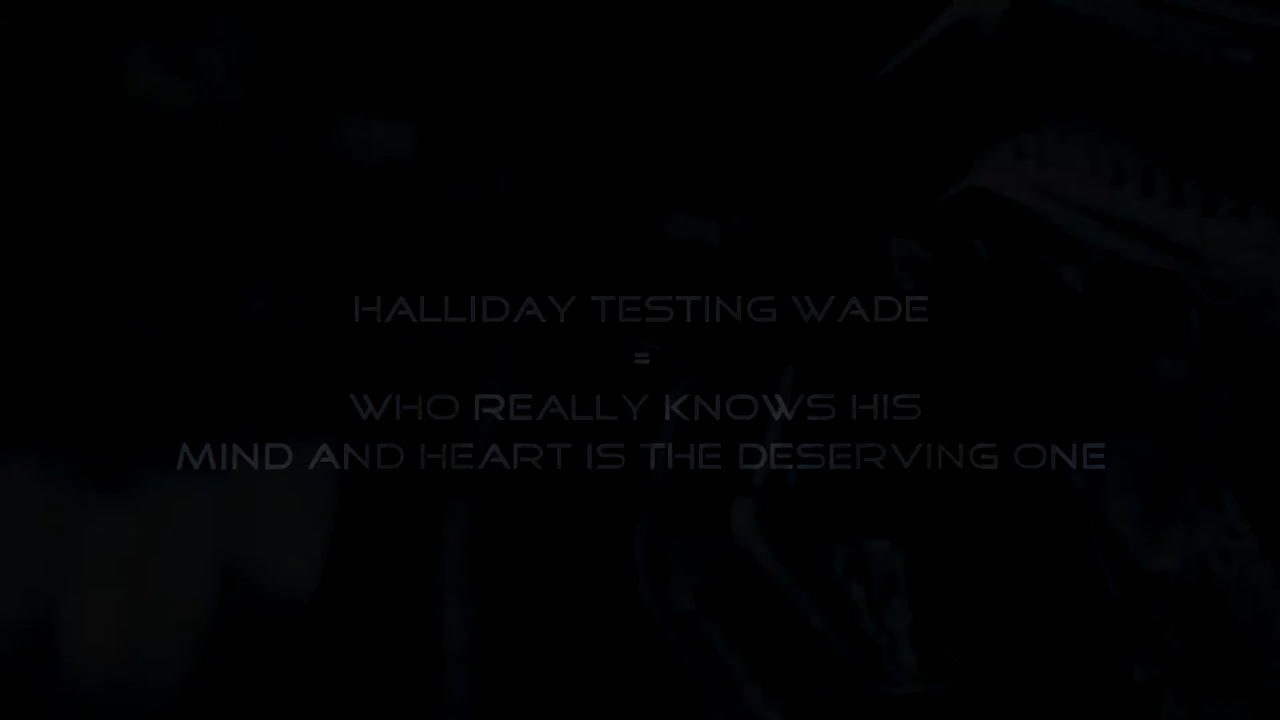 HALLIDAY TESTING WADE
=
WHO REALLY KNOWS HIS
MIND AND HEART IS THE DESERVING ONE